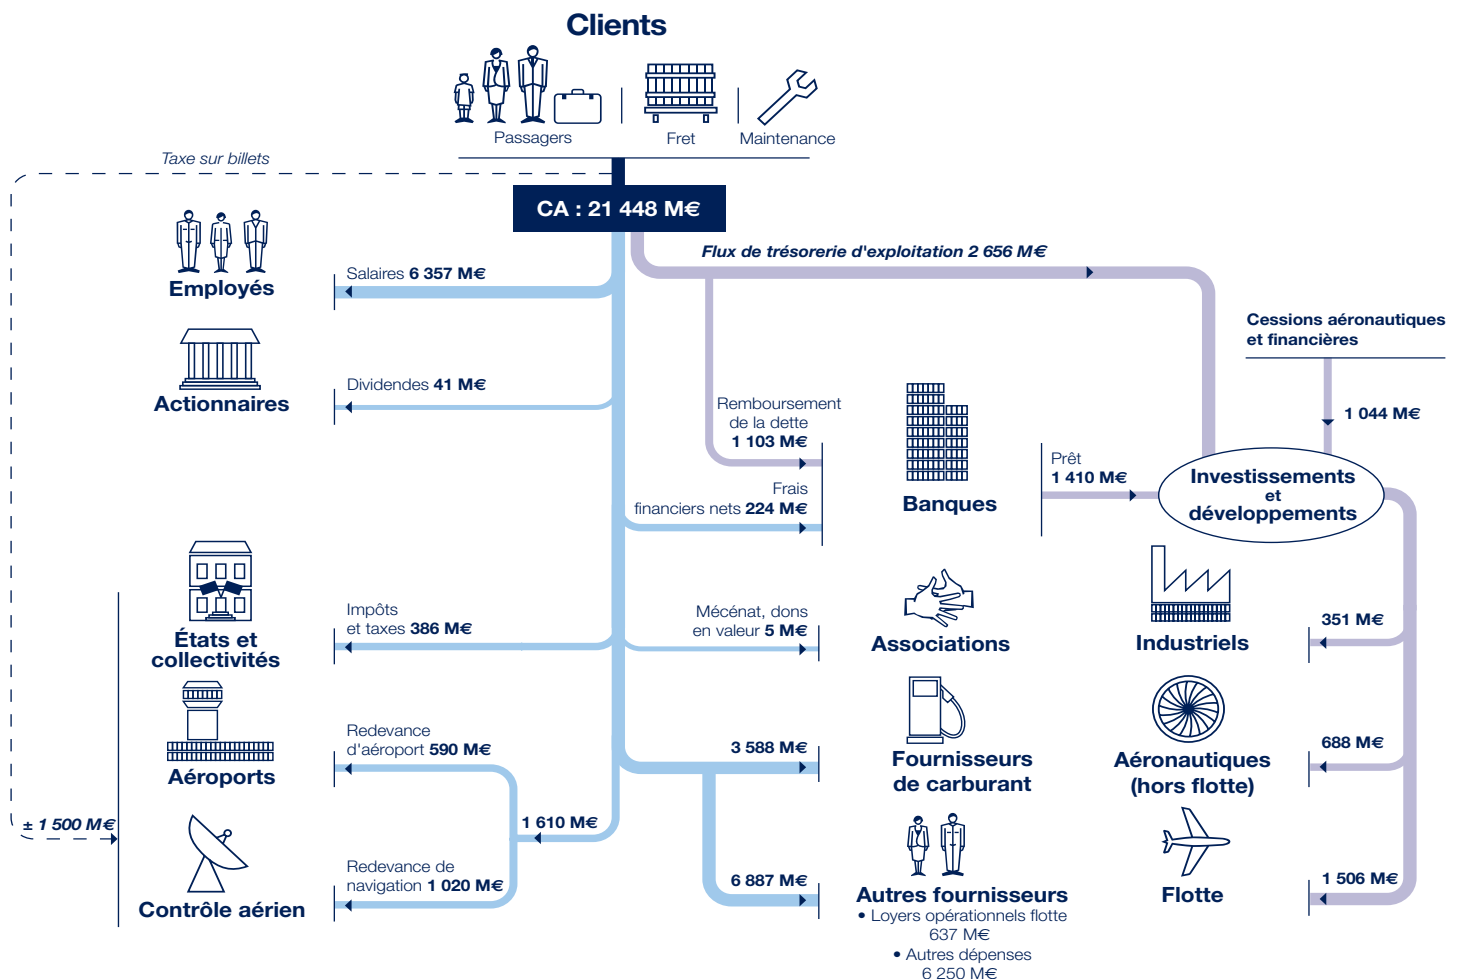 Clients
Passagers
Fret
Maintenance
Taxe sur billets
CA : 21 448 M€
Flux de trésorerie d'exploitation 2 656 M€
Salaires 6 357 M€
Employés
Cessions aéronautiques
et financières
1 044 M€
Dividendes 41 M€
Actionnaires
Remboursement
de la dette
1 103 M€
Frais
financiers nets 224 M€
Banques
Prêt
1 410 M€
Investissements
et
développements
Impôts
et taxes 386 M€
États et
collectivités
Mécénat, dons
en valeur 5 M€
Associations
Industriels
351 M€
Redevance
d'aéroport 590 M€
Aéroports
3 588 M€
Fournisseurs
de carburant
Aéronautiques
(hors flotte)
688 M€
± 1 500 M€
1 610 M€
Redevance de
navigation 1 020 M€
Contrôle aérien
6 887 M€
Autres fournisseurs
• Loyers opérationnels flotte
637 M€
• Autres dépenses
6 250 M€
Flotte
1 506 M€